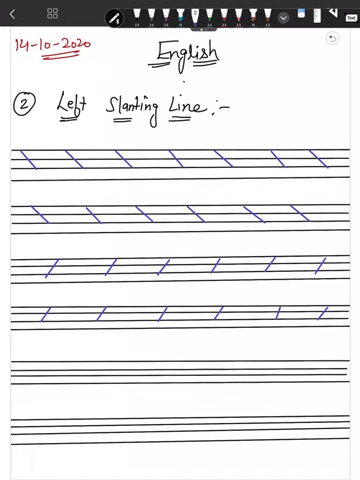 14-10-2020
English
② Left Slanting Line :-